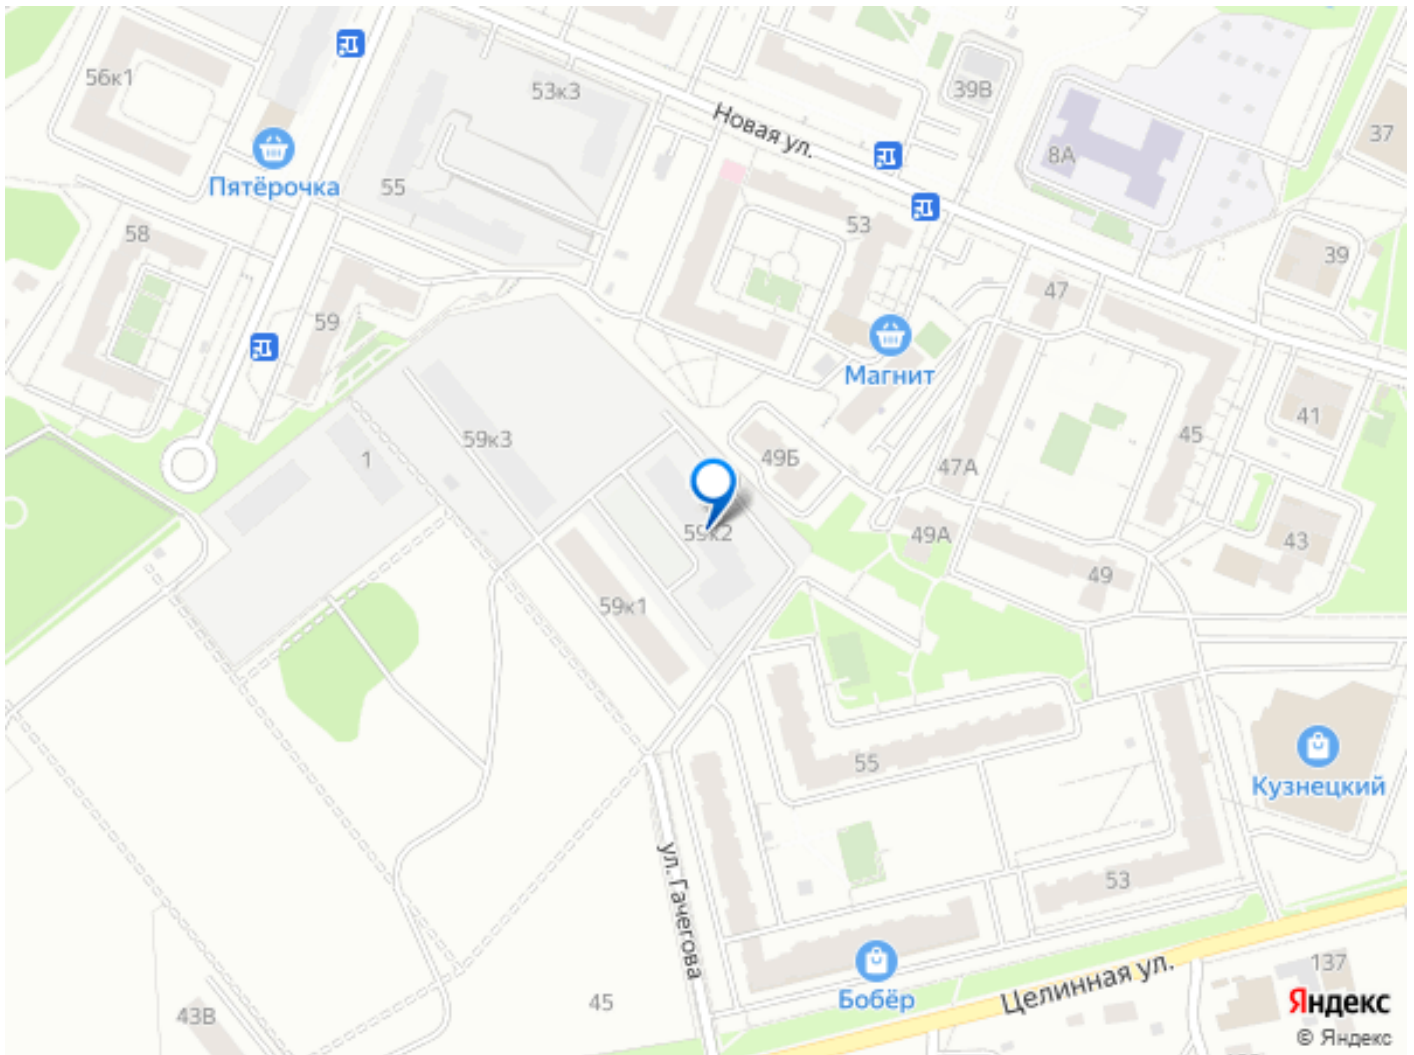 56к1
53к3
39В
37
Новая ул.
8А
Пятёрочка
55
53
58
39
47
59
Магнит
41
45
59к3
49Б
47А
1
59к2
49А
43
49
59к1
55
Кузнецкий
53
ул. Гачегова
Бобёр
Целинная ул.
137
45
43В
Яндекс
© Яндекс